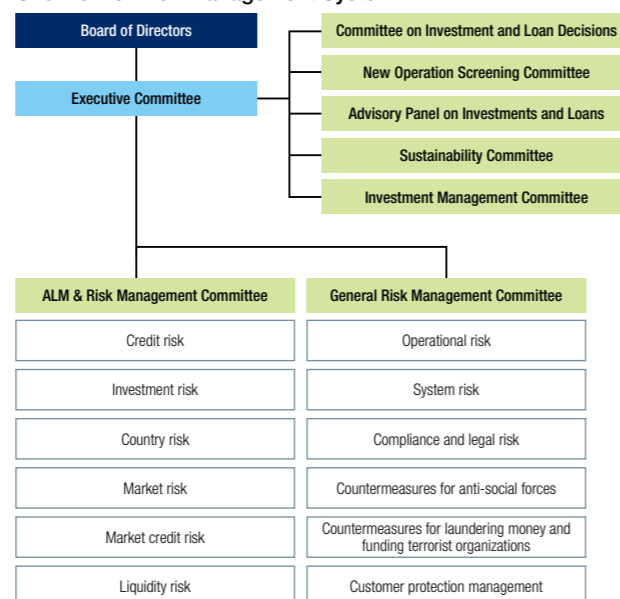 Board of Directors
Executive Committee
Committee on Investment and Loan Decisions
New Operation Screening Committee
Advisory Panel on Investments and Loans
Sustainability Committee
Investment Management Committee
ALM & Risk Management Committee
Credit risk
Investment risk
Country risk
Market risk
Market credit risk
Liquidity risk
General Risk Management Committee
Operational risk
System risk
Compliance and legal risk
Countermeasures for anti-social forces
Countermeasures for laundering money and
funding terrorist organizations
Customer protection management